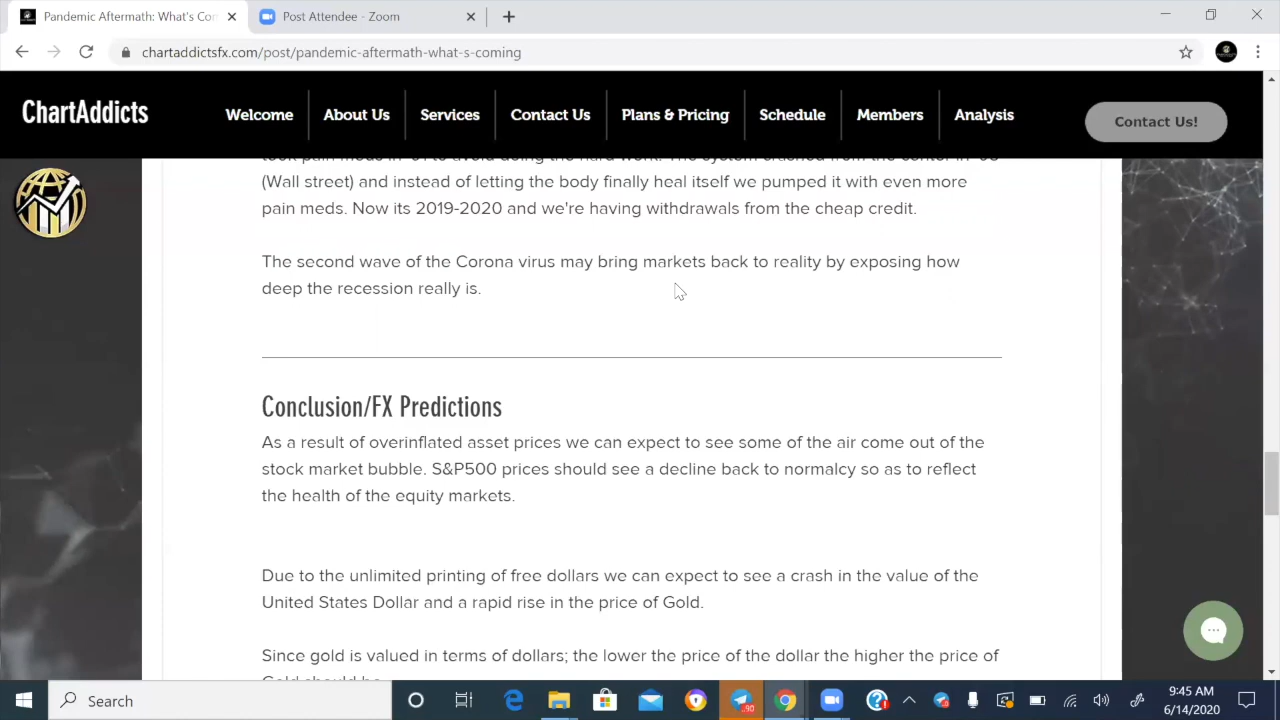 Pandemic Aftermath: What's Con
Post Attendee - Zoom
chartaddictsfx.com/post/pandemic-aftermath-what-s-coming
ChartAddicts
Welcome
About Us
Services
Contact Us
Plans & Pricing
Schedule
Members
Analysis
Contact Us!
(Wall street) and instead of letting the body finally heal itself we pumped it with even more
pain meds. Now its 2019-2020 and we're having withdrawals from the cheap credit.
The second wave of the Corona virus may bring markets back to reality by exposing how
deep the recession really is.
Conclusion/FX Predictions
As a result of overinflated asset prices we can expect to see some of the air come out of the
stock market bubble. S&P500 prices should see a decline back to normalcy so as to reflect
the health of the equity markets.
Due to the unlimited printing of free dollars we can expect to see a crash in the value of the
United States Dollar and a rapid rise in the price of Gold.
Since gold is valued in terms of dollars; the lower the price of the dollar the higher the price of
Gold should be
Search
.90
9:45 AM
6/14/2020